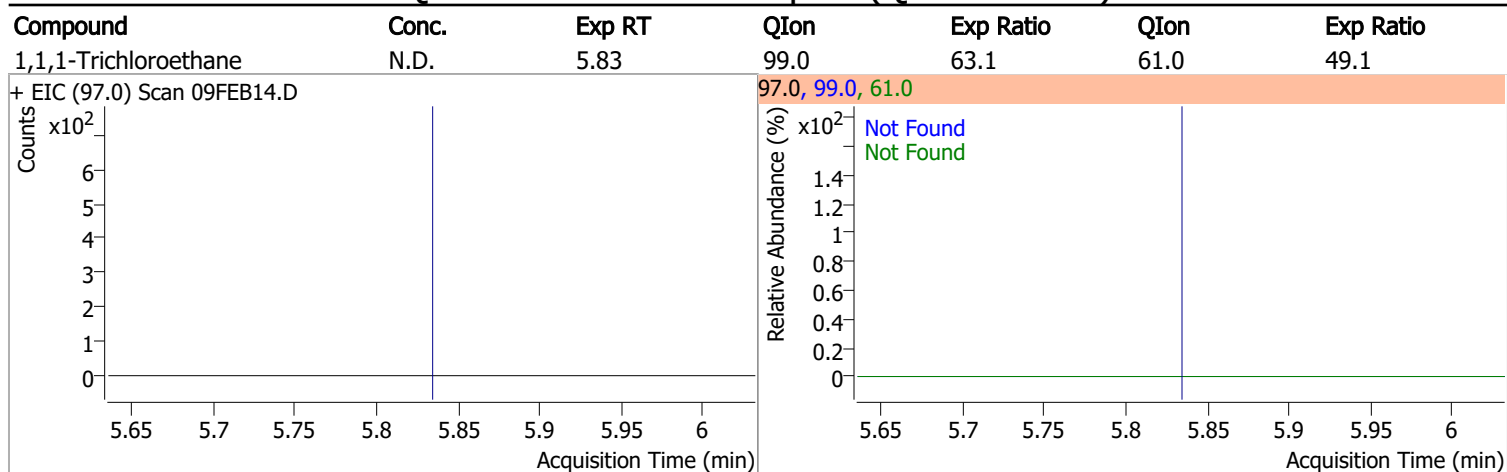 Compound Conc. Exp RT QIon Exp Ratio QIon Exp Ratio
1,1,1-Trichloroethane N.D. 5.83 99.0 63.1 61.0 49.1
+ EIC (97.0) Scan 09FEB14.D
Counts
x10²
6
5
4
3
2
1
0
5.65 5.7 5.75 5.8 5.85 5.9 5.95 6
Acquisition Time (min)
97.0, 99.0, 61.0
Relative Abundance (%)
x10²
Not Found
Not Found
1.4
1.2
1
0.8
0.6
0.4
0.2
0
5.65 5.7 5.75 5.8 5.85 5.9 5.95 6
Acquisition Time (min)